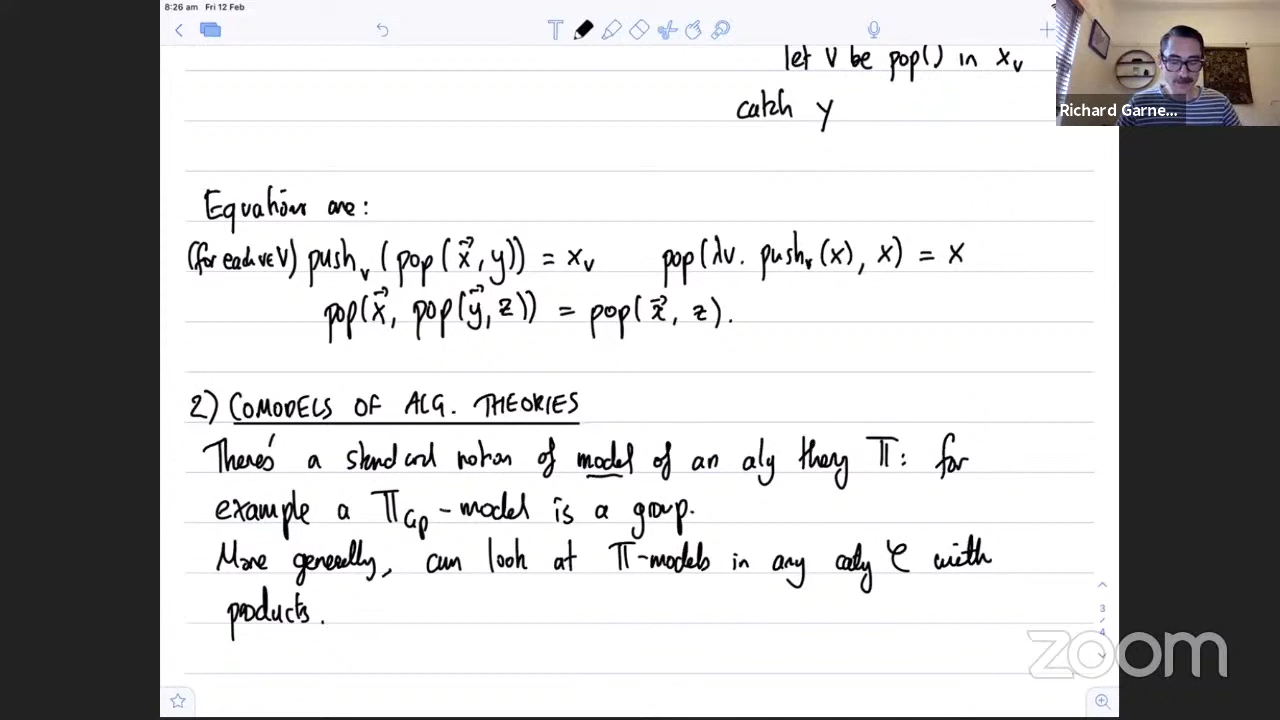 8:26 am Fri 12 Feb
let v be pop() in x_v
catch y
Richard Garne...
Equations are:
(for each v∈V) push_v (pop(x⃗, y)) = x_v pop(λv. push_v(x), x) = x
pop(x⃗, pop(y⃗, z)) = pop(x⃗, z).
2) COMODELS OF ALG. THEORIES
There's a standard notion of model of an alg theory 𝕋: for
example a 𝕋_Gp-model is a group.
More generally, can look at 𝕋-models in any catg 𝒞 with
products.
3
/
4
zoom